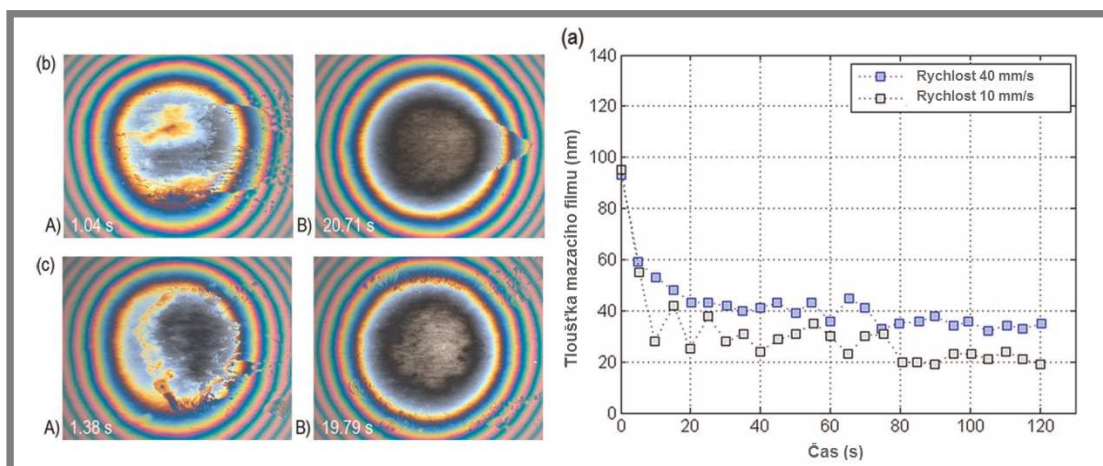 (b)
A) 1.04 s
B) 20.71 s
(c)
A) 1.38 s
B) 19.79 s
(a)
140
120
100
80
60
40
20
0
Tloušťka mazacího filmu (nm)
Rychlost 40 mm/s
Rychlost 10 mm/s
0 20 40 60 80 100 120
Čas (s)